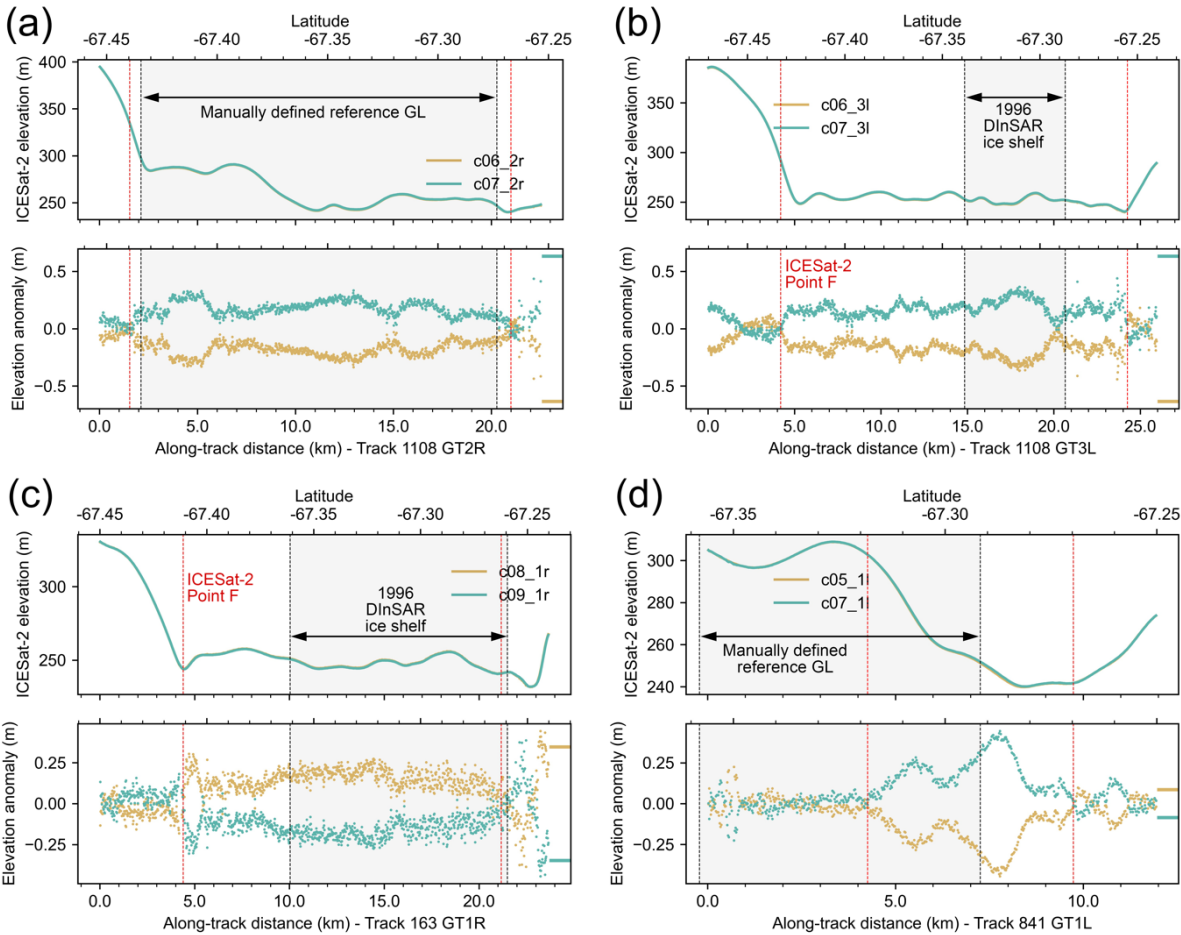 (a)
Latitude
-67.45 -67.40 -67.35 -67.30 -67.25
400
350
300
250
ICESat-2 elevation (m)
Manually defined reference GL
c06_2r
c07_2r
0.5
0.0
−0.5
Elevation anomaly (m)
0.0 5.0 10.0 15.0 20.0
Along-track distance (km) - Track 1108 GT2R
(b)
Latitude
-67.45 -67.40 -67.35 -67.30 -67.25
350
300
250
ICESat-2 elevation (m)
c06_3l
c07_3l
1996
DInSAR
ice shelf
0.5
0.0
−0.5
Elevation anomaly (m)
ICESat-2
Point F
0.0 5.0 10.0 15.0 20.0 25.0
Along-track distance (km) - Track 1108 GT3L
(c)
Latitude
-67.45 -67.40 -67.35 -67.30 -67.25
300
250
ICESat-2 elevation (m)
ICESat-2
Point F
1996
DInSAR
ice shelf
c08_1r
c09_1r
0.25
0.00
−0.25
Elevation anomaly (m)
0.0 5.0 10.0 15.0 20.0
Along-track distance (km) - Track 163 GT1R
(d)
Latitude
-67.35 -67.30 -67.25
300
280
260
240
ICESat-2 elevation (m)
c05_1l
c07_1l
Manually defined
reference GL
0.25
0.00
−0.25
Elevation anomaly (m)
0.0 5.0 10.0
Along-track distance (km) - Track 841 GT1L